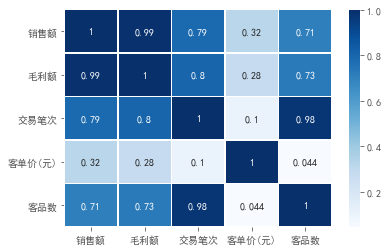 1.0
销售额 1 0.99 0.79 0.32 0.71
0.8
毛利额 0.99 1 0.8 0.28 0.73
0.6
交易笔次 0.79 0.8 1 0.1 0.98
0.4
客单价(元) 0.32 0.28 0.1 1 0.044
0.2
客品数 0.71 0.73 0.98 0.044 1
销售额 毛利额 交易笔次 客单价(元) 客品数